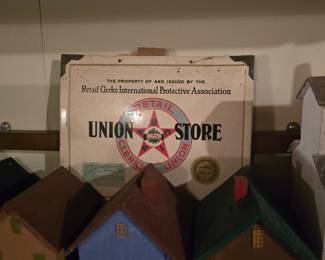 THE PROPERTY OF AND ISSUED BY THE
Retail Clerks International Protective Association
RETAIL
UNION STORE
CLERKS UNION